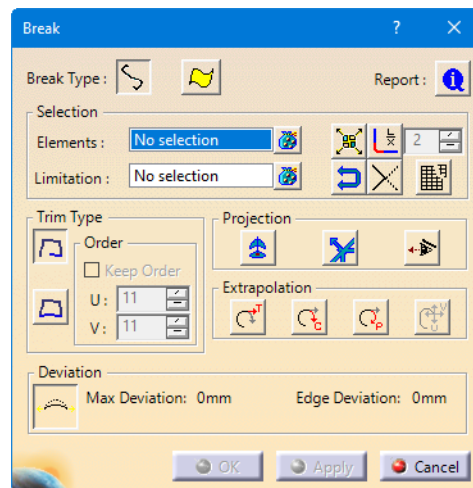 Break ? ×
Break Type : Report :
Selection
Elements : No selection 2
Limitation : No selection
Trim Type
Order
Keep Order
U : 11
V : 11
Projection
Extrapolation
T C P V U
Deviation
Max Deviation: 0mm Edge Deviation: 0mm
OK Apply Cancel